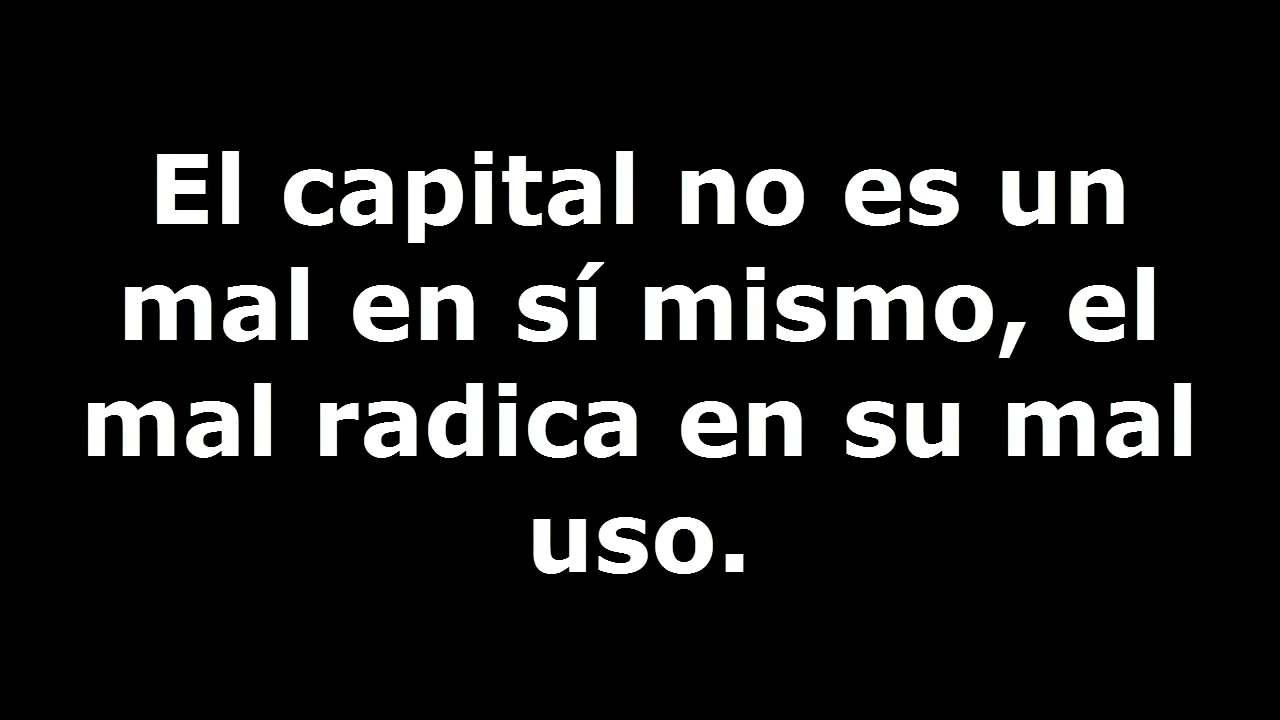 El capital no es un
mal en sí mismo, el
mal radica en su mal
uso.